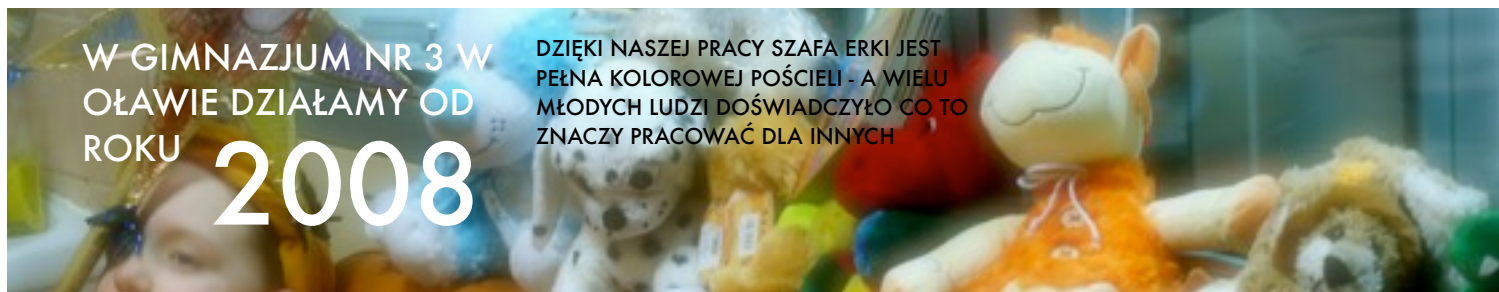 W GIMNAZJUM NR 3 W
OŁAWIE DZIAŁAMY OD
ROKU
2008
DZIĘKI NASZEJ PRACY SZAFA ERKI JEST
PEŁNA KOLOROWEJ POŚCIELI - A WIELU
MŁODYCH LUDZI DOŚWIADCZYŁO CO TO
ZNACZY PRACOWAĆ DLA INNYCH